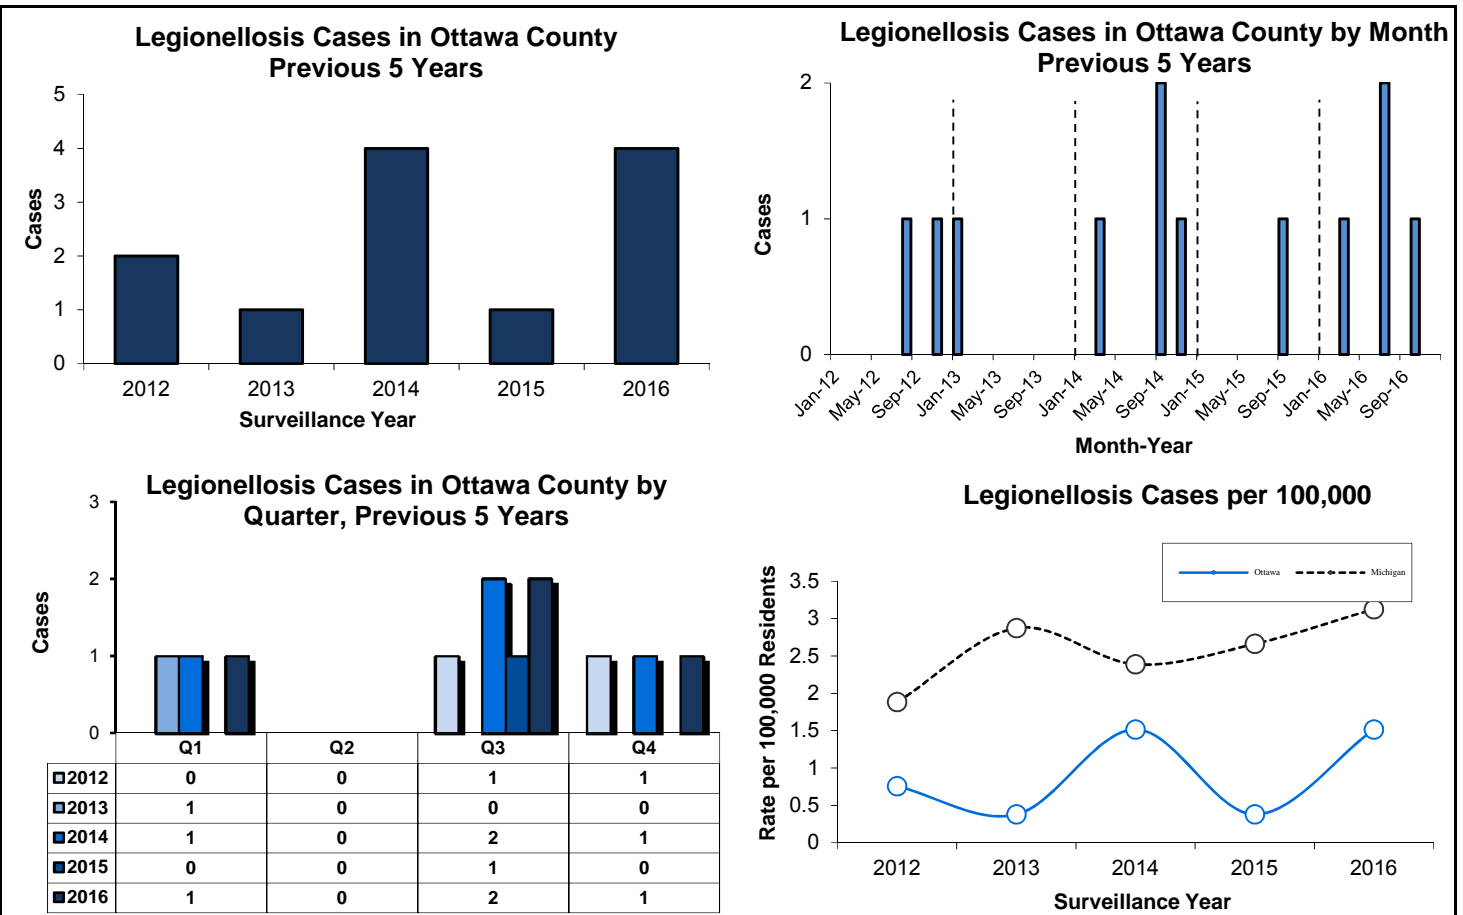 Legionellosis Cases in Ottawa County
Previous 5 Years
5
4
3
2
1
0
Cases
2012 2013 2014 2015 2016
Surveillance Year
Legionellosis Cases in Ottawa County by Month
Previous 5 Years
2
1
0
Cases
Jan-12 May-12 Sep-12 Jan-13 May-13 Sep-13 Jan-14 May-14 Sep-14 Jan-15 May-15 Sep-15 Jan-16 May-16 Sep-16
Month-Year
Legionellosis Cases in Ottawa County by
Quarter, Previous 5 Years
3
2
1
0
Cases
Q1 Q2 Q3 Q4
2012 0 0 1 1
2013 1 0 0 0
2014 1 0 2 1
2015 0 0 1 0
2016 1 0 2 1
Legionellosis Cases per 100,000
Ottawa Michigan
3.5
3
2.5
2
1.5
1
0.5
0
Rate per 100,000 Residents
2012 2013 2014 2015 2016
Surveillance Year